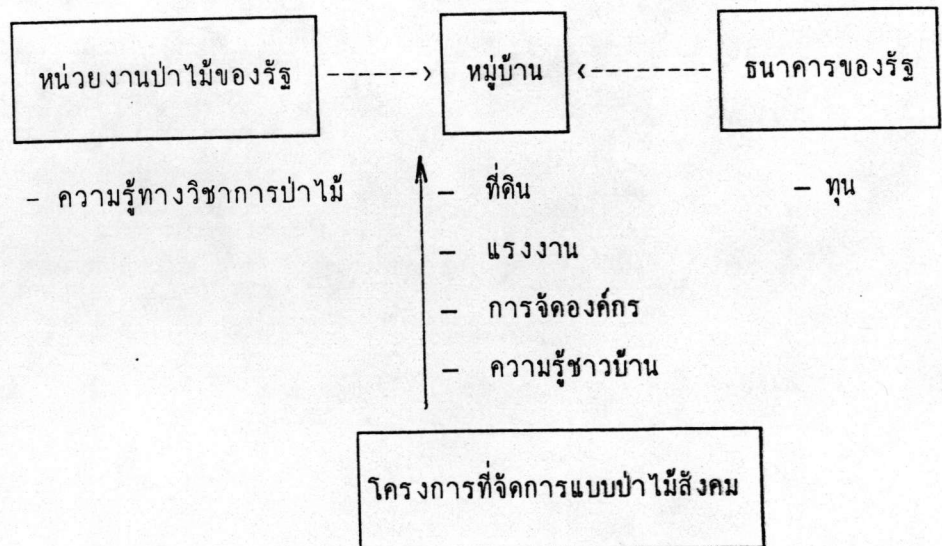 หน่วยงานป่าไม้ของรัฐ -----> หมู่บ้าน <------- ธนาคารของรัฐ
- ความรู้ทางวิชาการป่าไม้
- ที่ดิน
- แรงงาน
- การจัดองค์กร
- ความรู้ชาวบ้าน
- ทุน
โครงการที่จัดการแบบป่าไม้สังคม